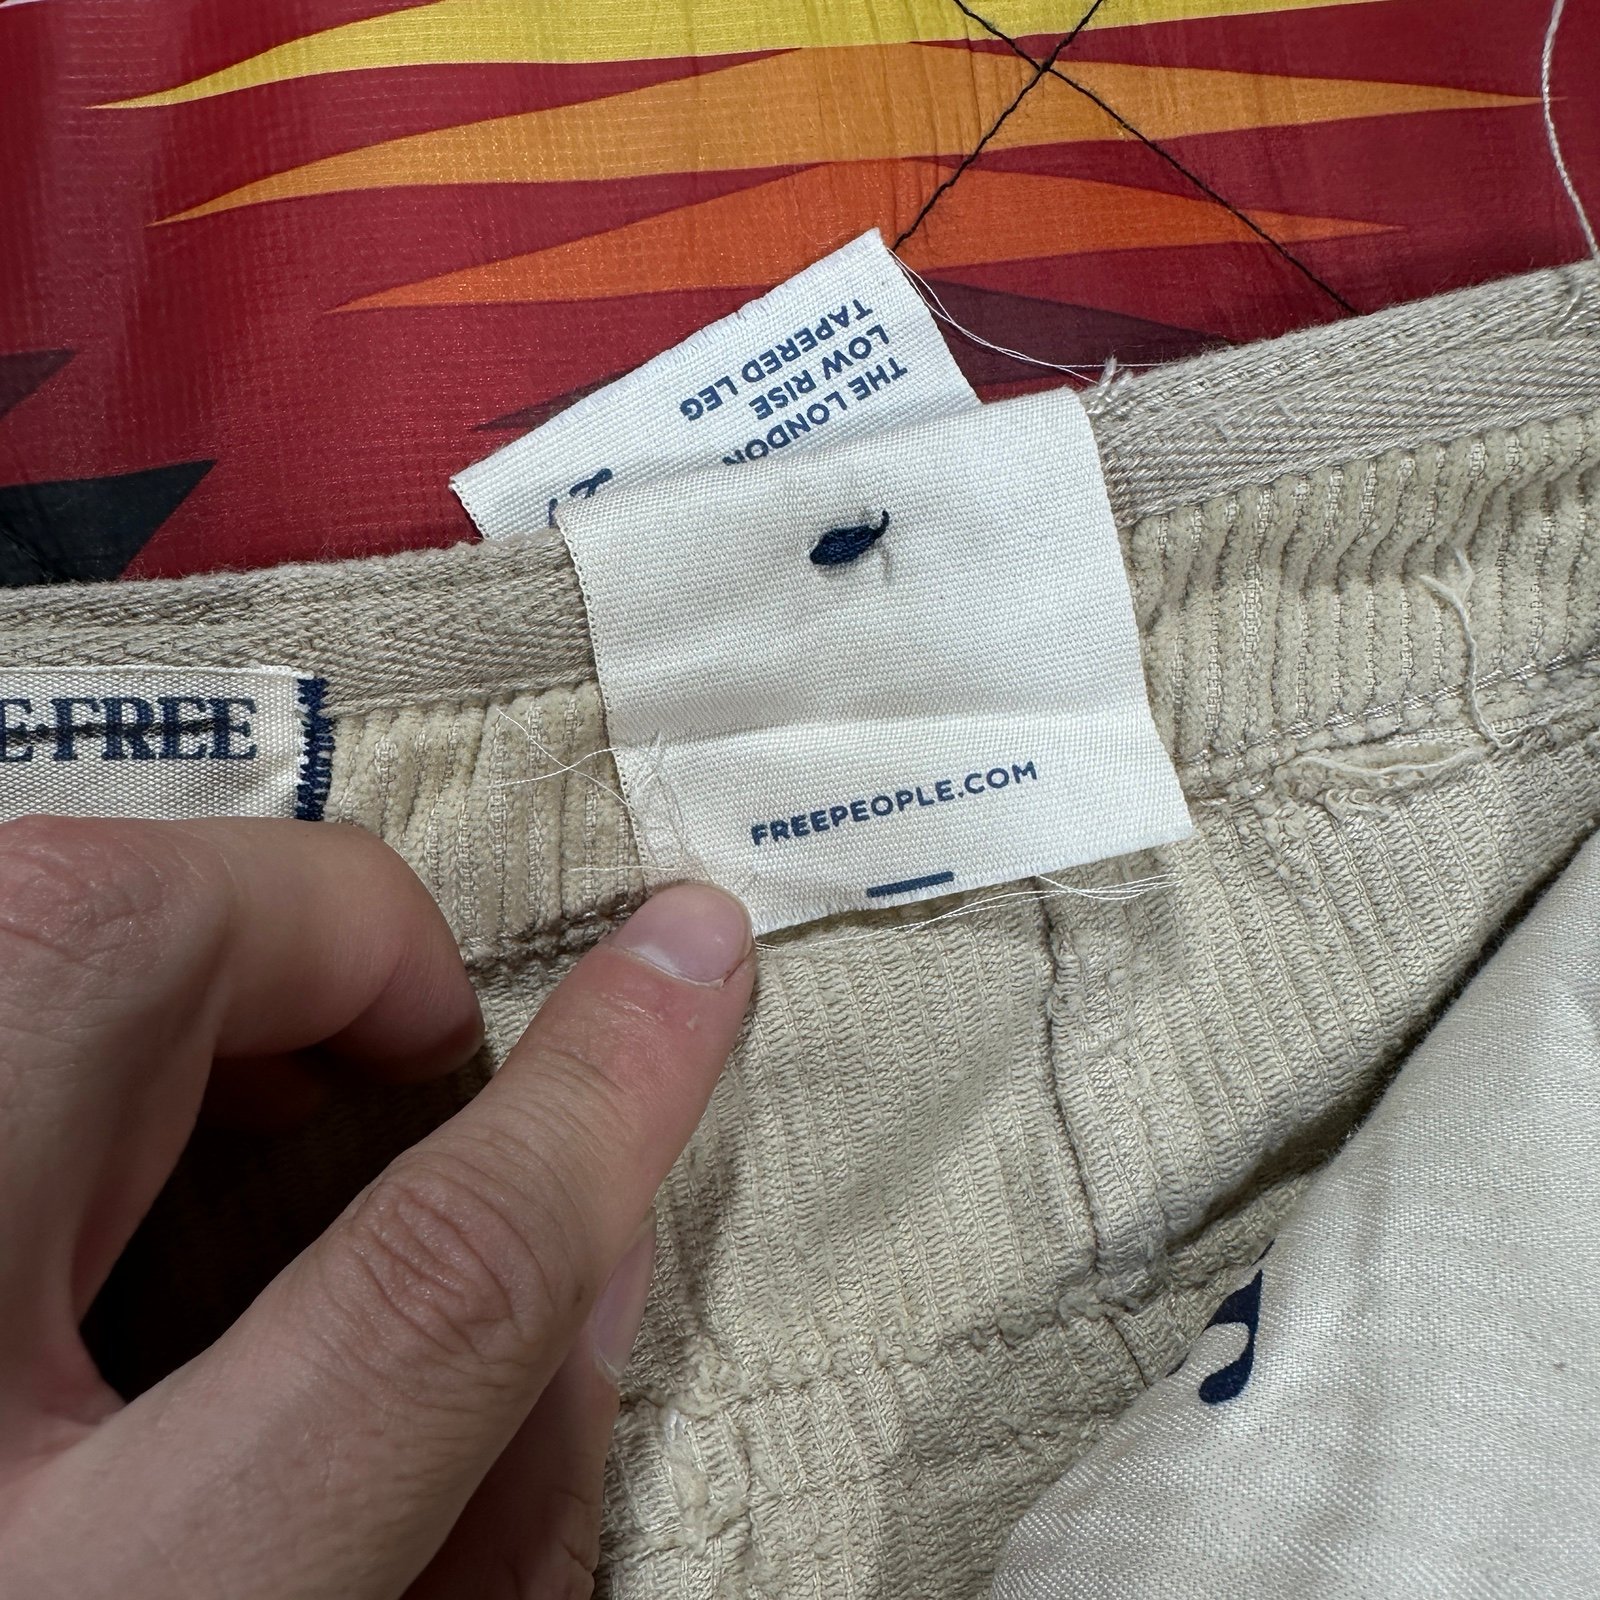 THE LONDON
LOW RISE
TAPERED LEG
FREE
FREEPEOPLE.COM